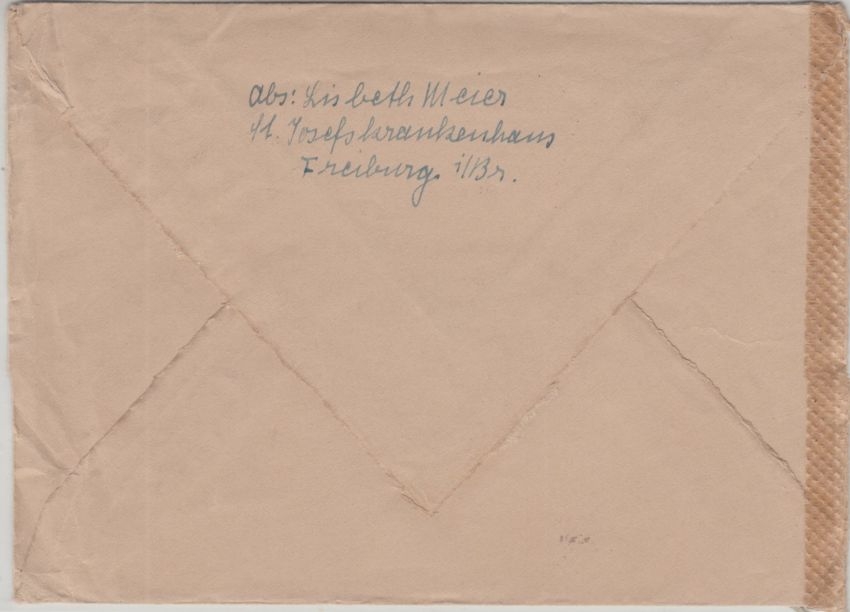 Abs: Lisbeth Meier
St. Josefskrankenhaus
Freiburg i/Br.